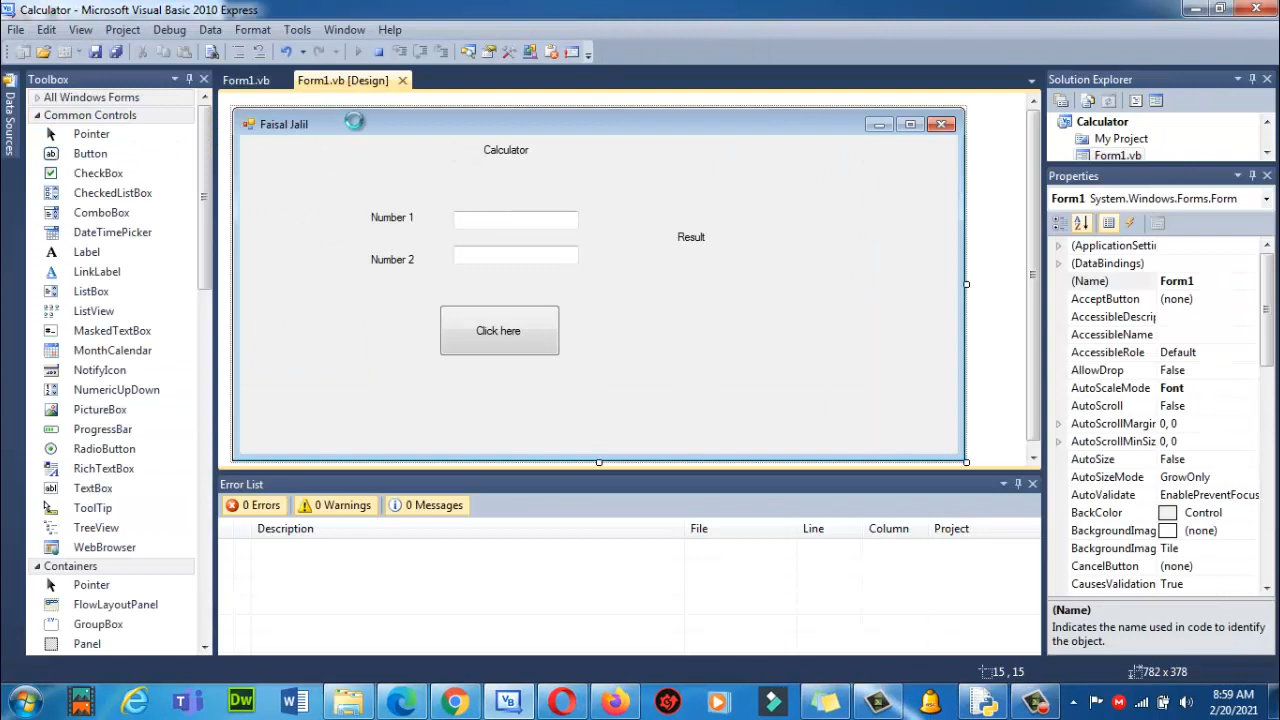 Calculator - Microsoft Visual Basic 2010 Express
File Edit View Project Debug Format Tools Window Help
Toolbox
Form1.vb
Form1.vb [Design]
Solution Explorer
Data Sources
All Windows Forms
Common Controls
Pointer
Button
CheckBox
CheckedListBox
ComboBox
DateTimePicker
Label
LinkLabel
ListBox
ListView
MaskedTextBox
MonthCalendar
NotifyIcon
NumericUpDown
PictureBox
ProgressBar
RadioButton
RichTextBox
TextBox
ToolTip
TreeView
WebBrowser
Containers
Pointer
FlowLayoutPanel
GroupBox
Panel
Faisal Jalil
Calculator
Number 1
Result
Number 2
Click here
Error List
0 Errors
0 Warnings
0 Messages
Description File Line Column Project
Calculator
My Project
Form1.vb
Properties
Form1 System.Windows.Forms.Form
(ApplicationSetti
(DataBindings)
(Name) Form1
AcceptButton (none)
AccessibleDescrip
AccessibleName
AccessibleRole Default
AllowDrop False
AutoScaleMode Font
AutoScroll False
AutoScrollMargin 0, 0
AutoScrollMinSiz 0, 0
AutoSize False
AutoSizeMode GrowOnly
AutoValidate EnablePreventFocus
BackColor Control
BackgroundImag (none)
BackgroundImag Tile
CancelButton (none)
CausesValidation True
(Name)
Indicates the name used in code to identify
the object.
15 , 15
782 x 378
8:59 AM
2/20/2021